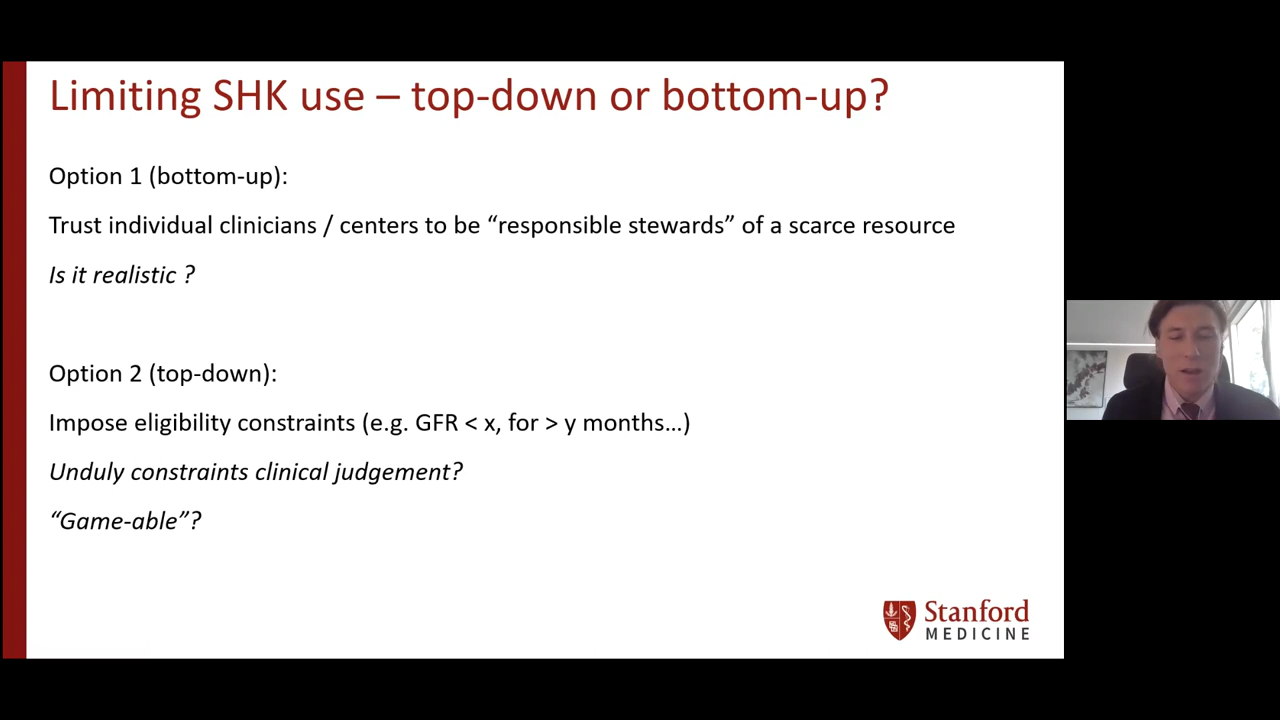 Limiting SHK use – top-down or bottom-up?
Option 1 (bottom-up):
Trust individual clinicians / centers to be “responsible stewards” of a scarce resource
Is it realistic ?
Option 2 (top-down):
Impose eligibility constraints (e.g. GFR < x, for > y months…)
Unduly constraints clinical judgement?
“Game-able”?
Stanford
MEDICINE